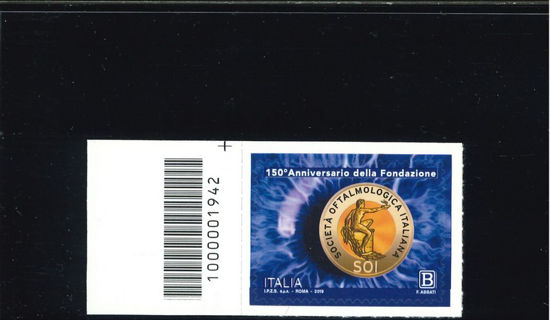 1000001942
150° Anniversario della Fondazione
SOCIETÀ OFTALMOLOGICA ITALIANA
SOI
ITALIA
I.P.Z.S. S.p.A. - ROMA - 2019
B
F. ABBATI